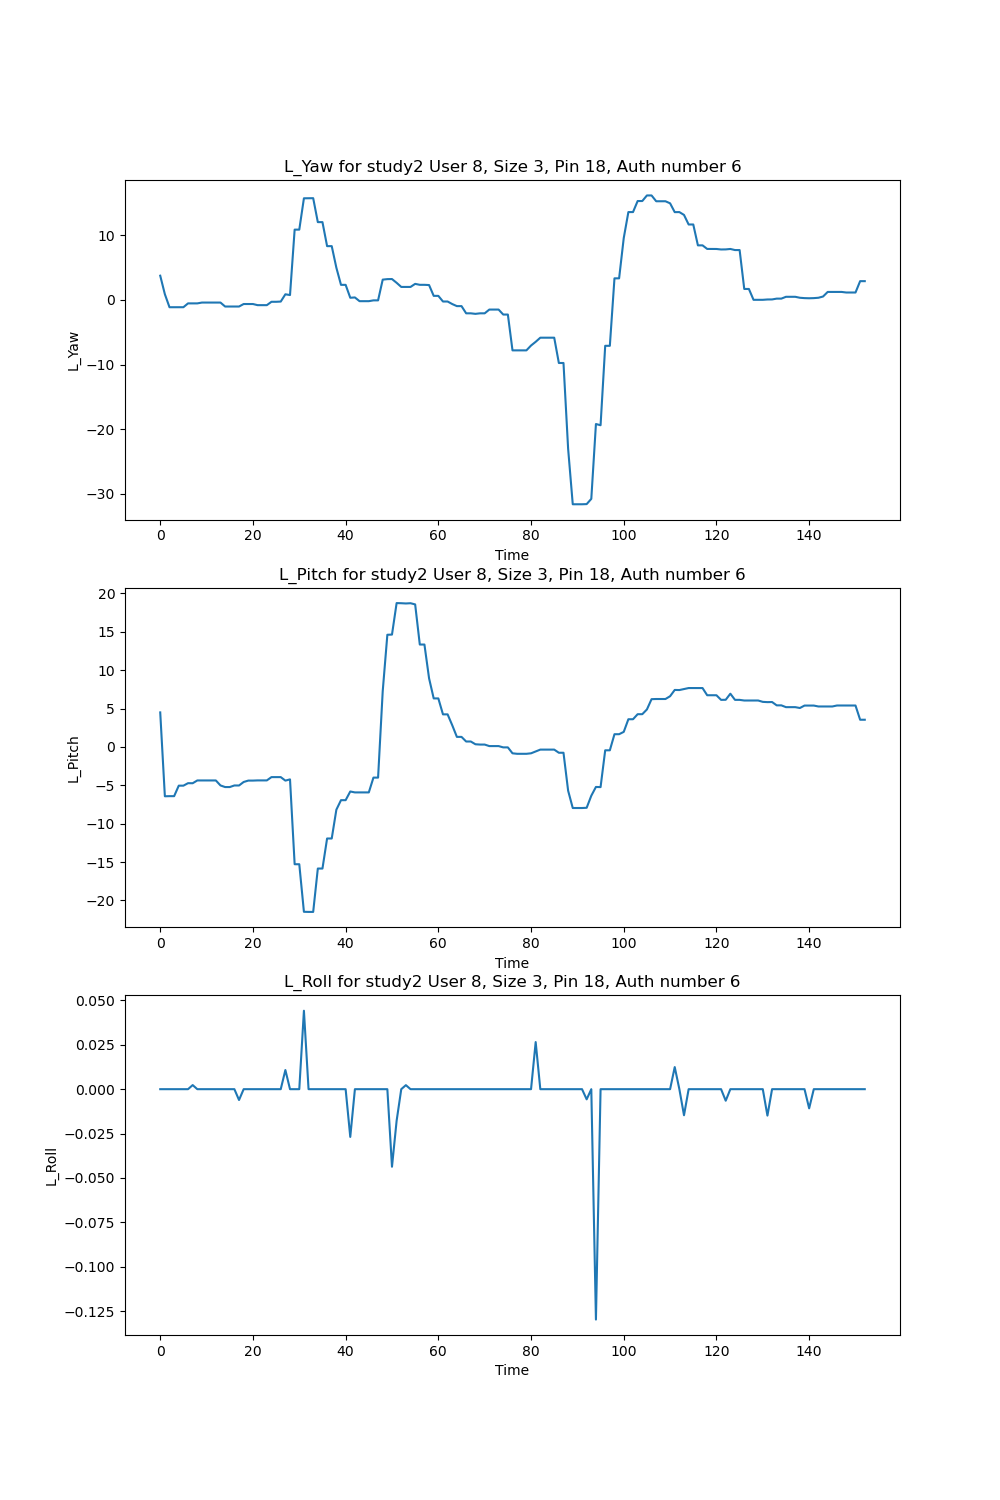 L_Yaw for study2 User 8, Size 3, Pin 18, Auth number 6
10
0
−10
−20
−30
L_Yaw
0 20 40 60 80 100 120 140
Time
L_Pitch for study2 User 8, Size 3, Pin 18, Auth number 6
20
15
10
5
0
−5
−10
−15
−20
L_Pitch
0 20 40 60 80 100 120 140
Time
L_Roll for study2 User 8, Size 3, Pin 18, Auth number 6
0.050
0.025
0.000
−0.025
−0.050
−0.075
−0.100
−0.125
L_Roll
0 20 40 60 80 100 120 140
Time